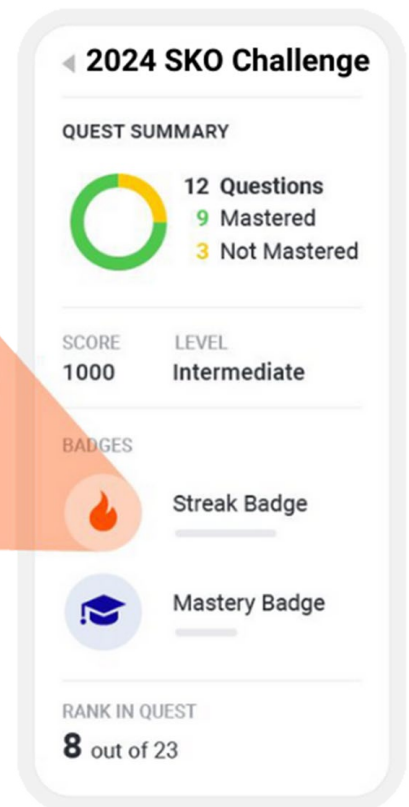 2024 SKO Challenge
QUEST SUMMARY
12 Questions
9 Mastered
3 Not Mastered
SCORE LEVEL
1000 Intermediate
BADGES
Streak Badge
Mastery Badge
RANK IN QUEST
8 out of 23